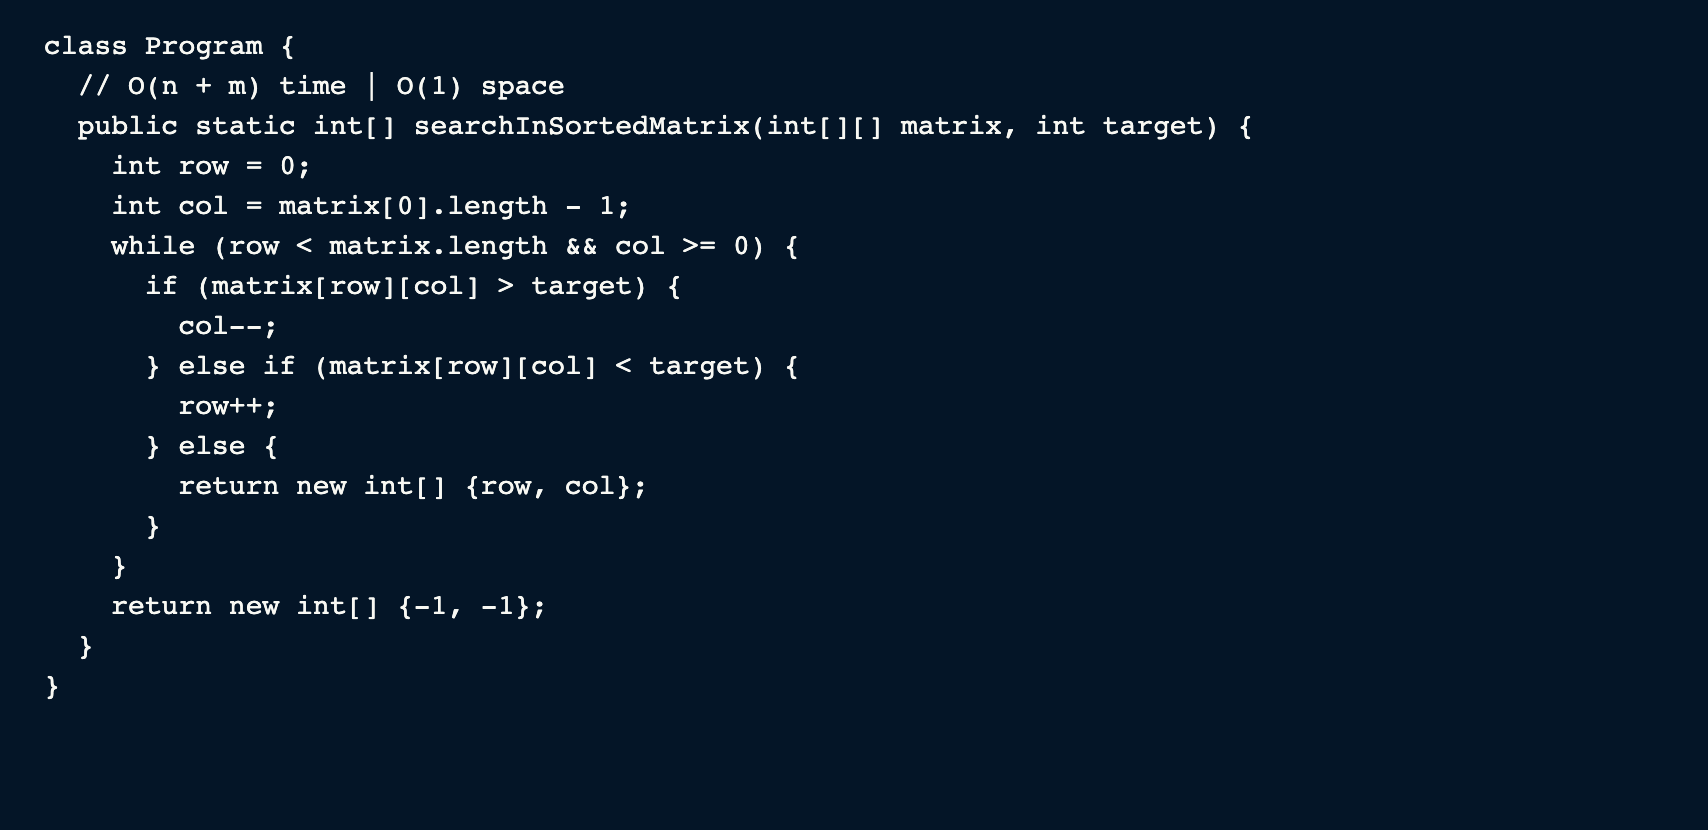 class Program {
  // O(n + m) time | O(1) space
  public static int[] searchInSortedMatrix(int[][] matrix, int target) {
    int row = 0;
    int col = matrix[0].length - 1;
    while (row < matrix.length && col >= 0) {
      if (matrix[row][col] > target) {
        col--;
      } else if (matrix[row][col] < target) {
        row++;
      } else {
        return new int[] {row, col};
      }
    }
    return new int[] {-1, -1};
  }
}